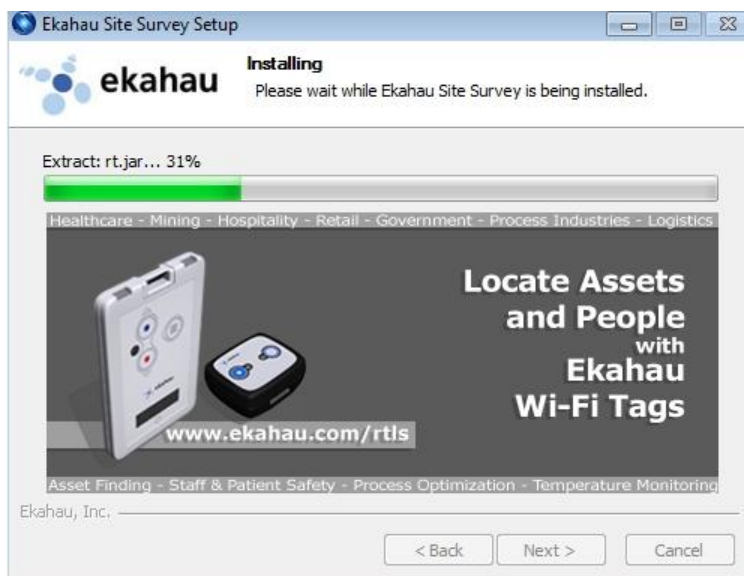 Ekahau Site Survey Setup
ekahau
Installing
Please wait while Ekahau Site Survey is being installed.
Extract: rt.jar... 31%
Healthcare - Mining - Hospitality - Retail - Government - Process Industries - Logistics
Locate Assets
and People
with
Ekahau
Wi-Fi Tags
www.ekahau.com/rtls
Asset Finding - Staff & Patient Safety - Process Optimization - Temperature Monitoring
Ekahau, Inc.
< Back Next > Cancel